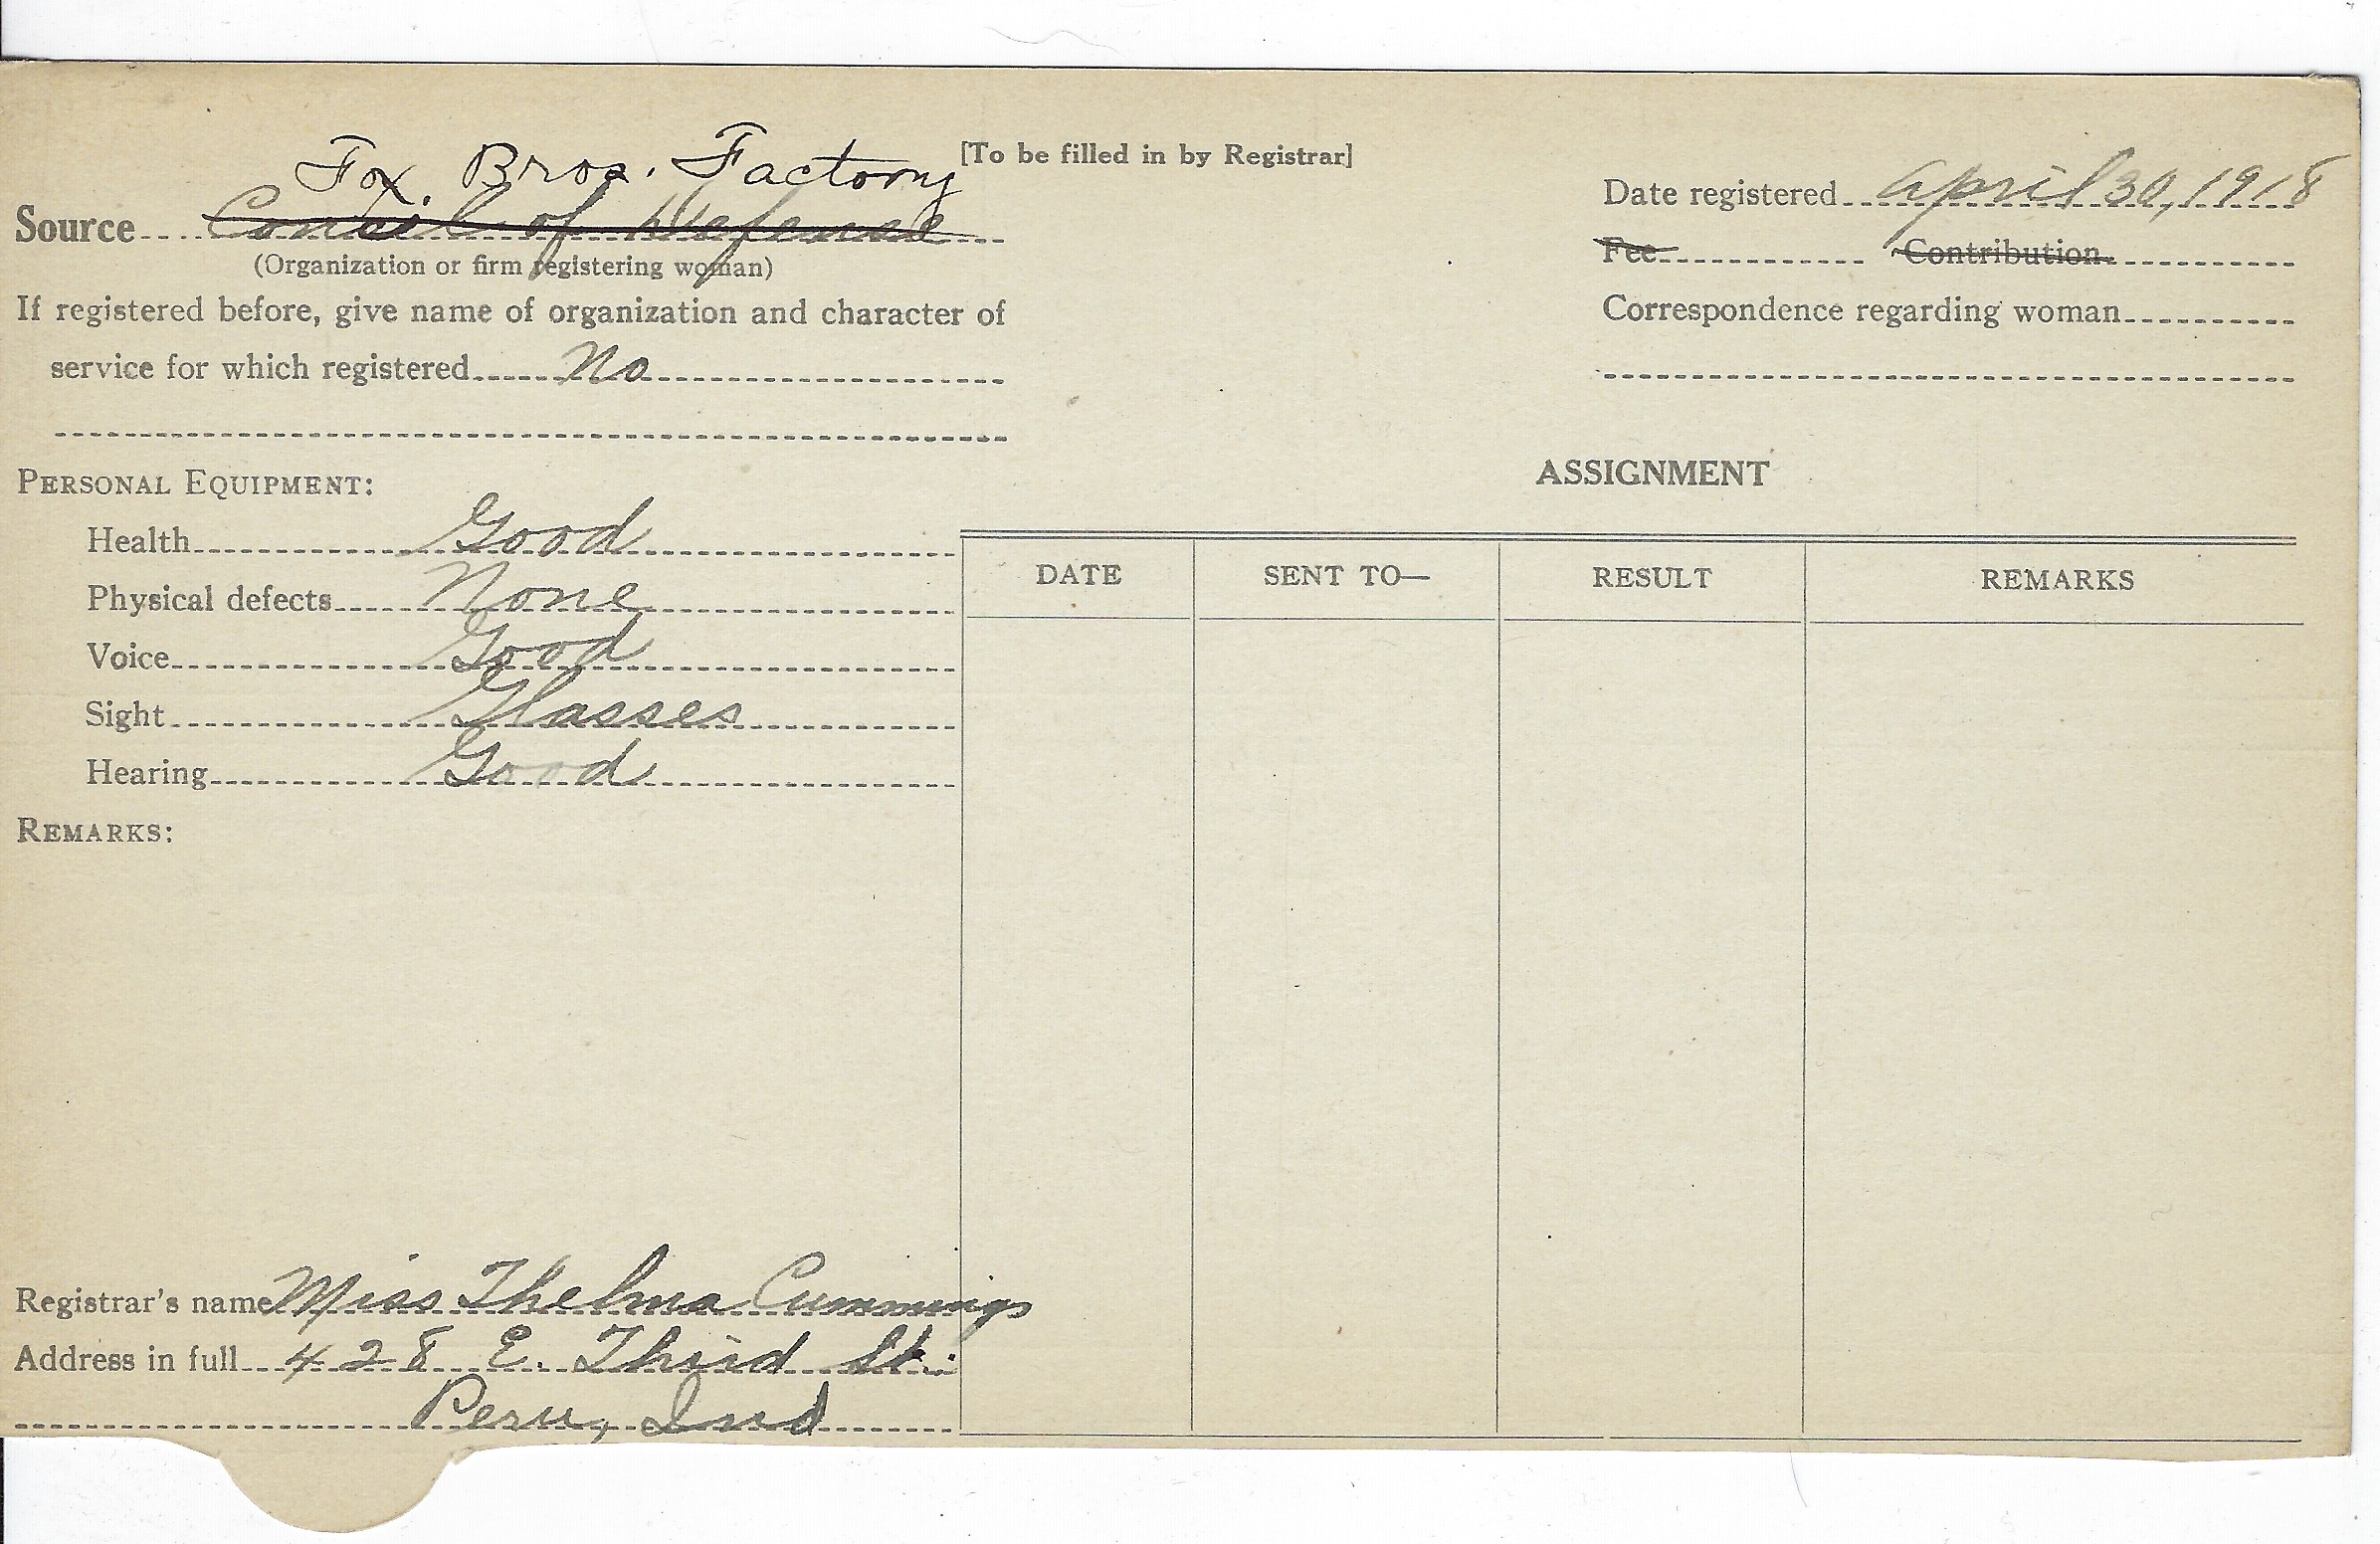 [To be filled in by Registrar]
Fox Bros. Factory
Source Concil of Defense
(Organization or firm registering woman)
If registered before, give name of organization and character of
service for which registered No
Date registered April 30, 1918
Fee Contribution
Correspondence regarding woman
PERSONAL EQUIPMENT:
Health Good
Physical defects None
Voice Good
Sight Glasses
Hearing Good
REMARKS:
ASSIGNMENT
DATE SENT TO— RESULT REMARKS
Registrar's name Miss Thelma Cummings
Address in full 428 E. Third St.
Peru, Ind